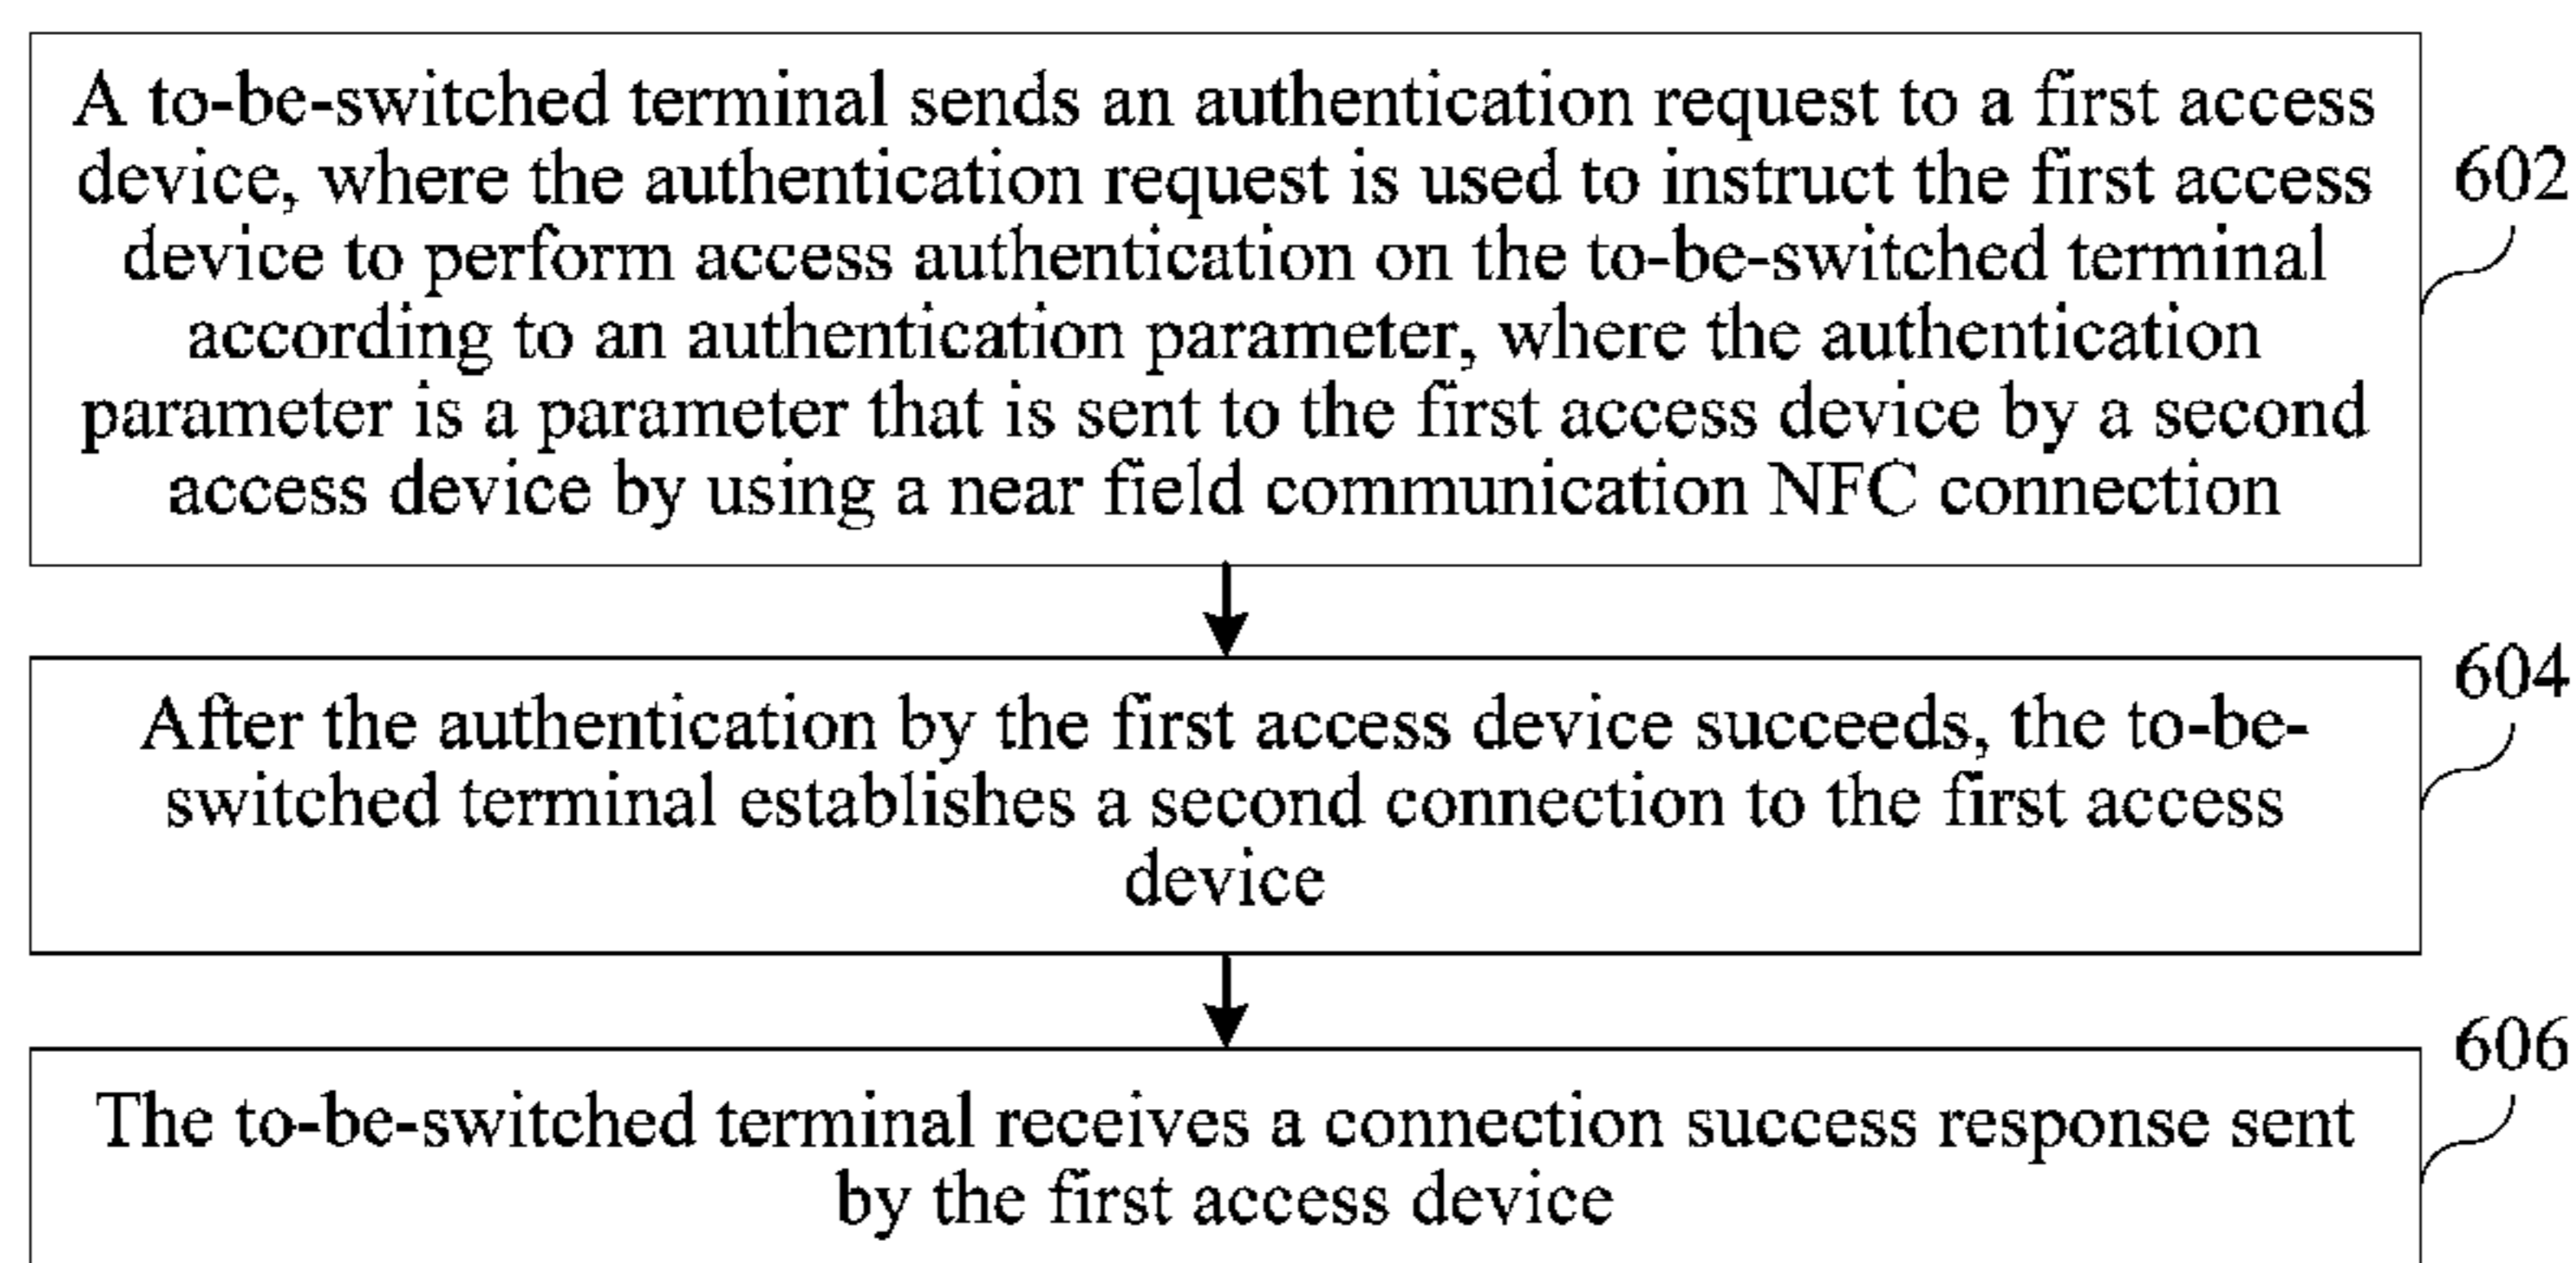 A to-be-switched terminal sends an authentication request to a first access
device, where the authentication request is used to instruct the first access
device to perform access authentication on the to-be-switched terminal
according to an authentication parameter, where the authentication
parameter is a parameter that is sent to the first access device by a second
access device by using a near field communication NFC connection
602
After the authentication by the first access device succeeds, the to-be-
switched terminal establishes a second connection to the first access
device
604
The to-be-switched terminal receives a connection success response sent
by the first access device
606